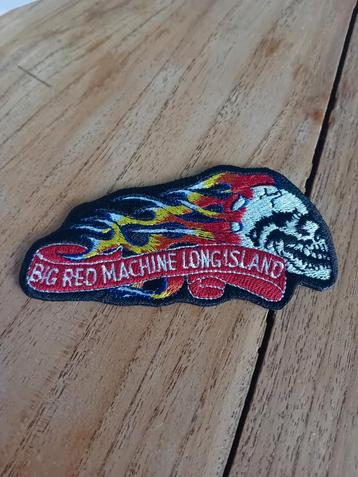 BIG RED MACHINE LONG ISLAND